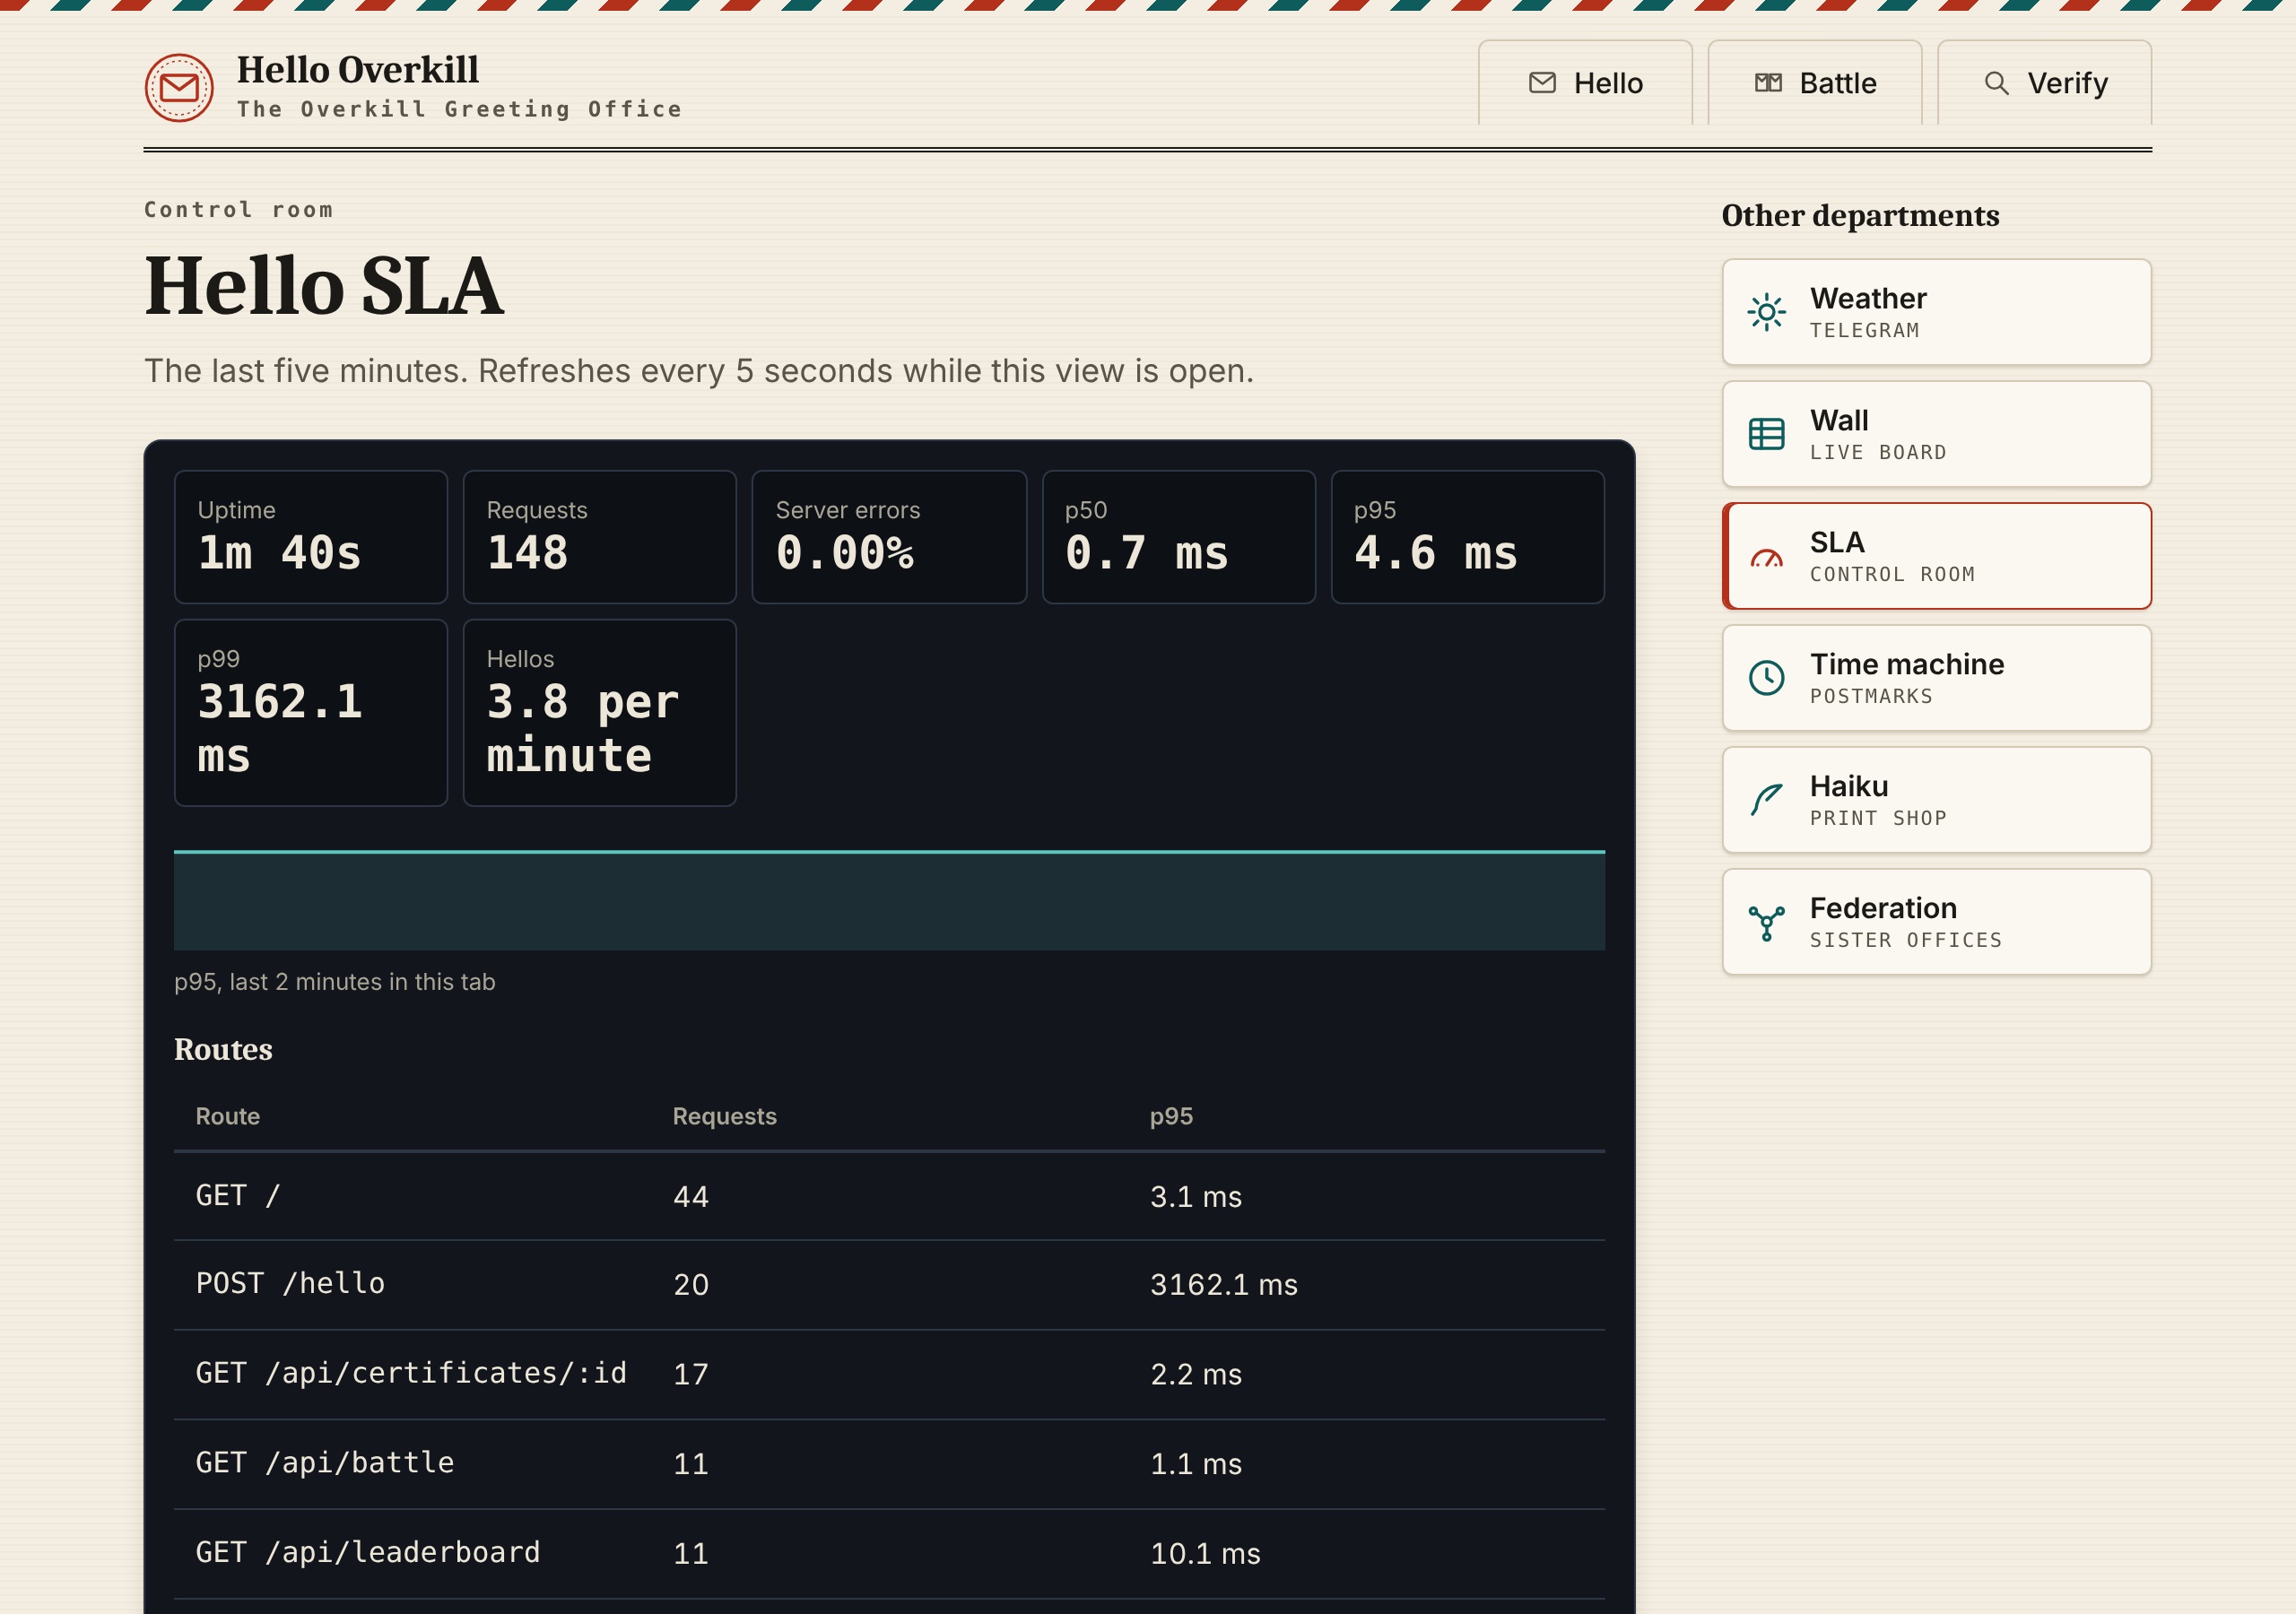 Hello Overkill
The Overkill Greeting Office
Hello
Battle
Verify
Control room
Hello SLA
The last five minutes. Refreshes every 5 seconds while this view is open.
Uptime
1m 40s
Requests
148
Server errors
0.00%
p50
0.7 ms
p95
4.6 ms
p99
3162.1
ms
Hellos
3.8 per
minute
p95, last 2 minutes in this tab
Routes
Route Requests p95
GET / 44 3.1 ms
POST /hello 20 3162.1 ms
GET /api/certificates/:id 17 2.2 ms
GET /api/battle 11 1.1 ms
GET /api/leaderboard 11 10.1 ms
Other departments
Weather
TELEGRAM
Wall
LIVE BOARD
SLA
CONTROL ROOM
Time machine
POSTMARKS
Haiku
PRINT SHOP
Federation
SISTER OFFICES